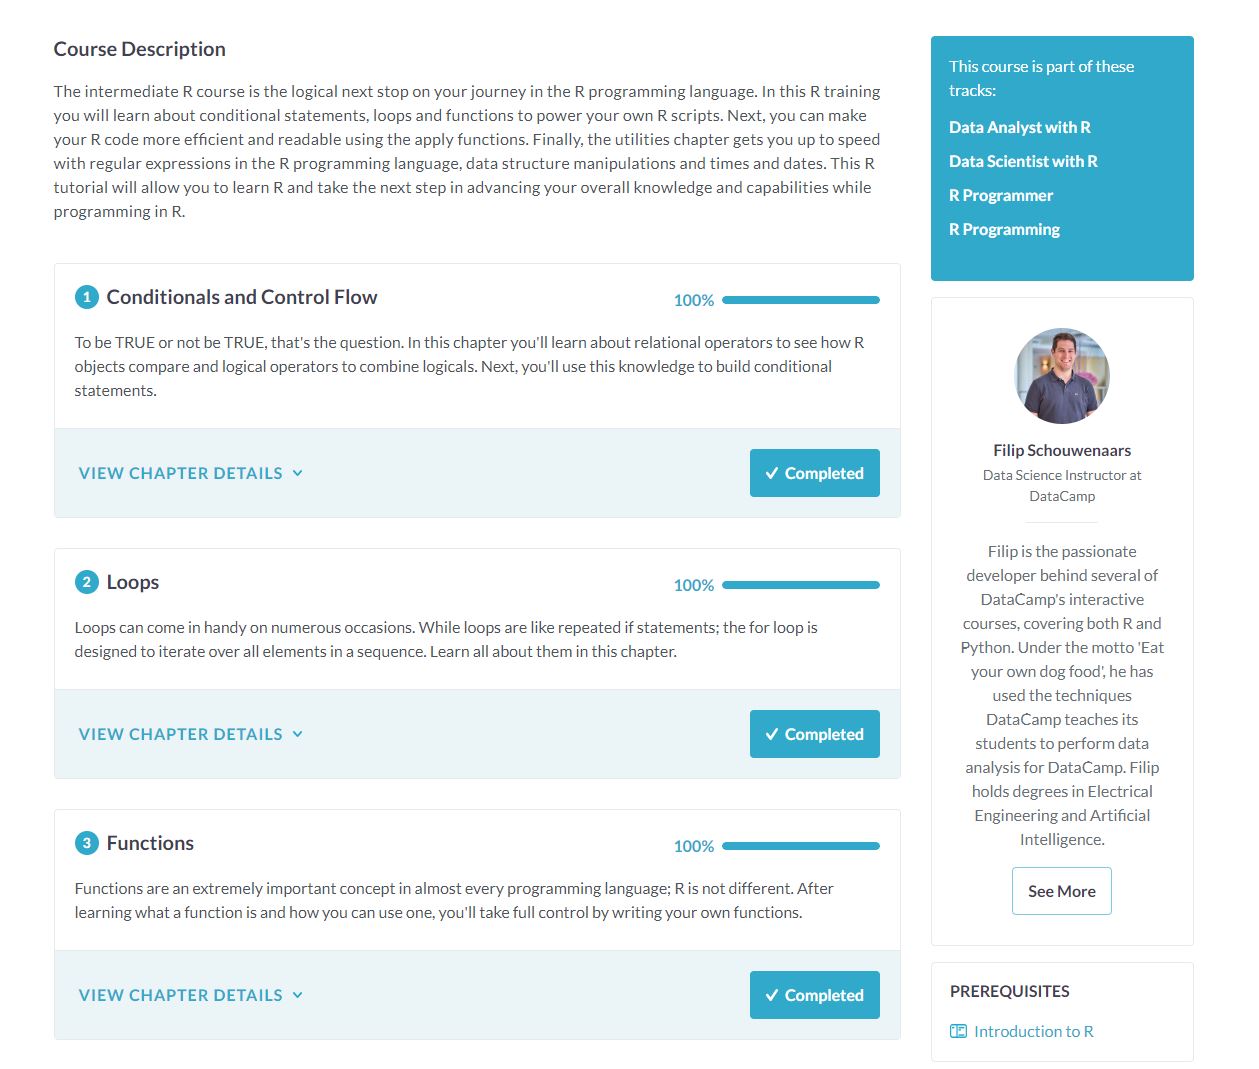 Course Description
The intermediate R course is the logical next stop on your journey in the R programming language. In this R training
you will learn about conditional statements, loops and functions to power your own R scripts. Next, you can make
your R code more efficient and readable using the apply functions. Finally, the utilities chapter gets you up to speed
with regular expressions in the R programming language, data structure manipulations and times and dates. This R
tutorial will allow you to learn R and take the next step in advancing your overall knowledge and capabilities while
programming in R.
1 Conditionals and Control Flow
100%
To be TRUE or not be TRUE, that's the question. In this chapter you'll learn about relational operators to see how R
objects compare and logical operators to combine logicals. Next, you'll use this knowledge to build conditional
statements.
VIEW CHAPTER DETAILS
Completed
2 Loops
100%
Loops can come in handy on numerous occasions. While loops are like repeated if statements; the for loop is
designed to iterate over all elements in a sequence. Learn all about them in this chapter.
VIEW CHAPTER DETAILS
Completed
3 Functions
100%
Functions are an extremely important concept in almost every programming language; R is not different. After
learning what a function is and how you can use one, you'll take full control by writing your own functions.
VIEW CHAPTER DETAILS
Completed
This course is part of these
tracks:
Data Analyst with R
Data Scientist with R
R Programmer
R Programming
Filip Schouwenaars
Data Science Instructor at
DataCamp
Filip is the passionate
developer behind several of
DataCamp's interactive
courses, covering both R and
Python. Under the motto 'Eat
your own dog food', he has
used the techniques
DataCamp teaches its
students to perform data
analysis for DataCamp. Filip
holds degrees in Electrical
Engineering and Artificial
Intelligence.
See More
PREREQUISITES
Introduction to R